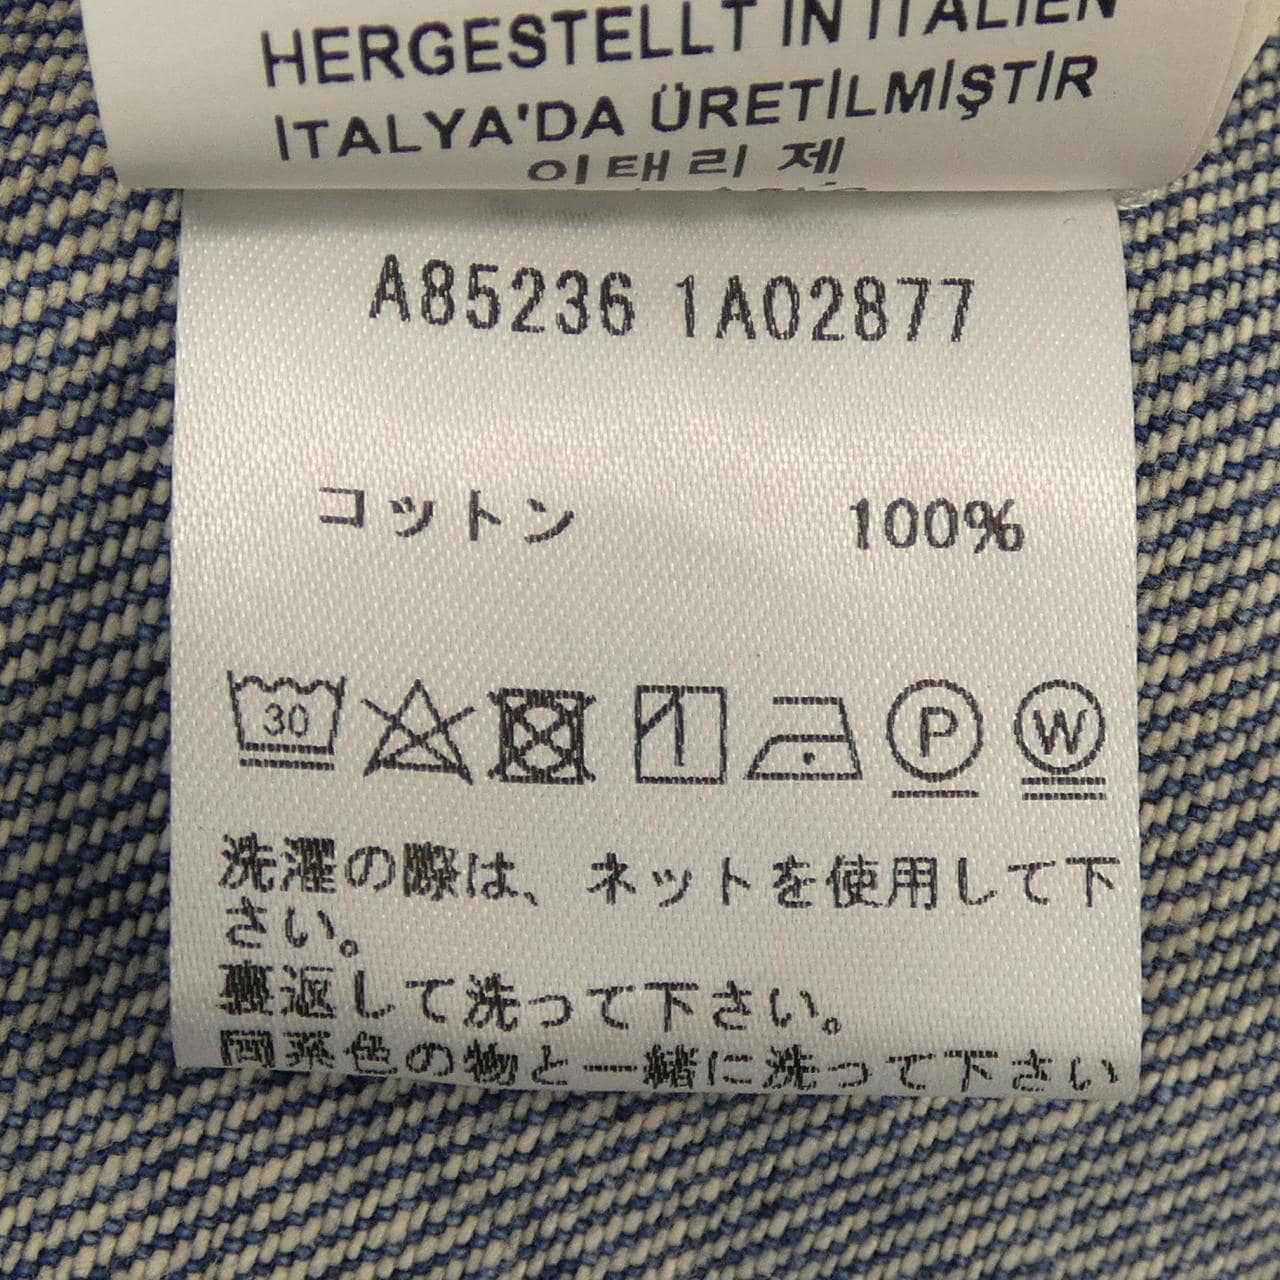 HERGESTELLT IN ITALIEN
İTALYA'DA ÜRETİLMİŞTİR
이태리 제
A85236 1A02877
コットン 100%
30 P W
洗濯の際は、ネットを使用して下
さい。
裏返して洗って下さい。
同系色の物と一緒に洗って下さい